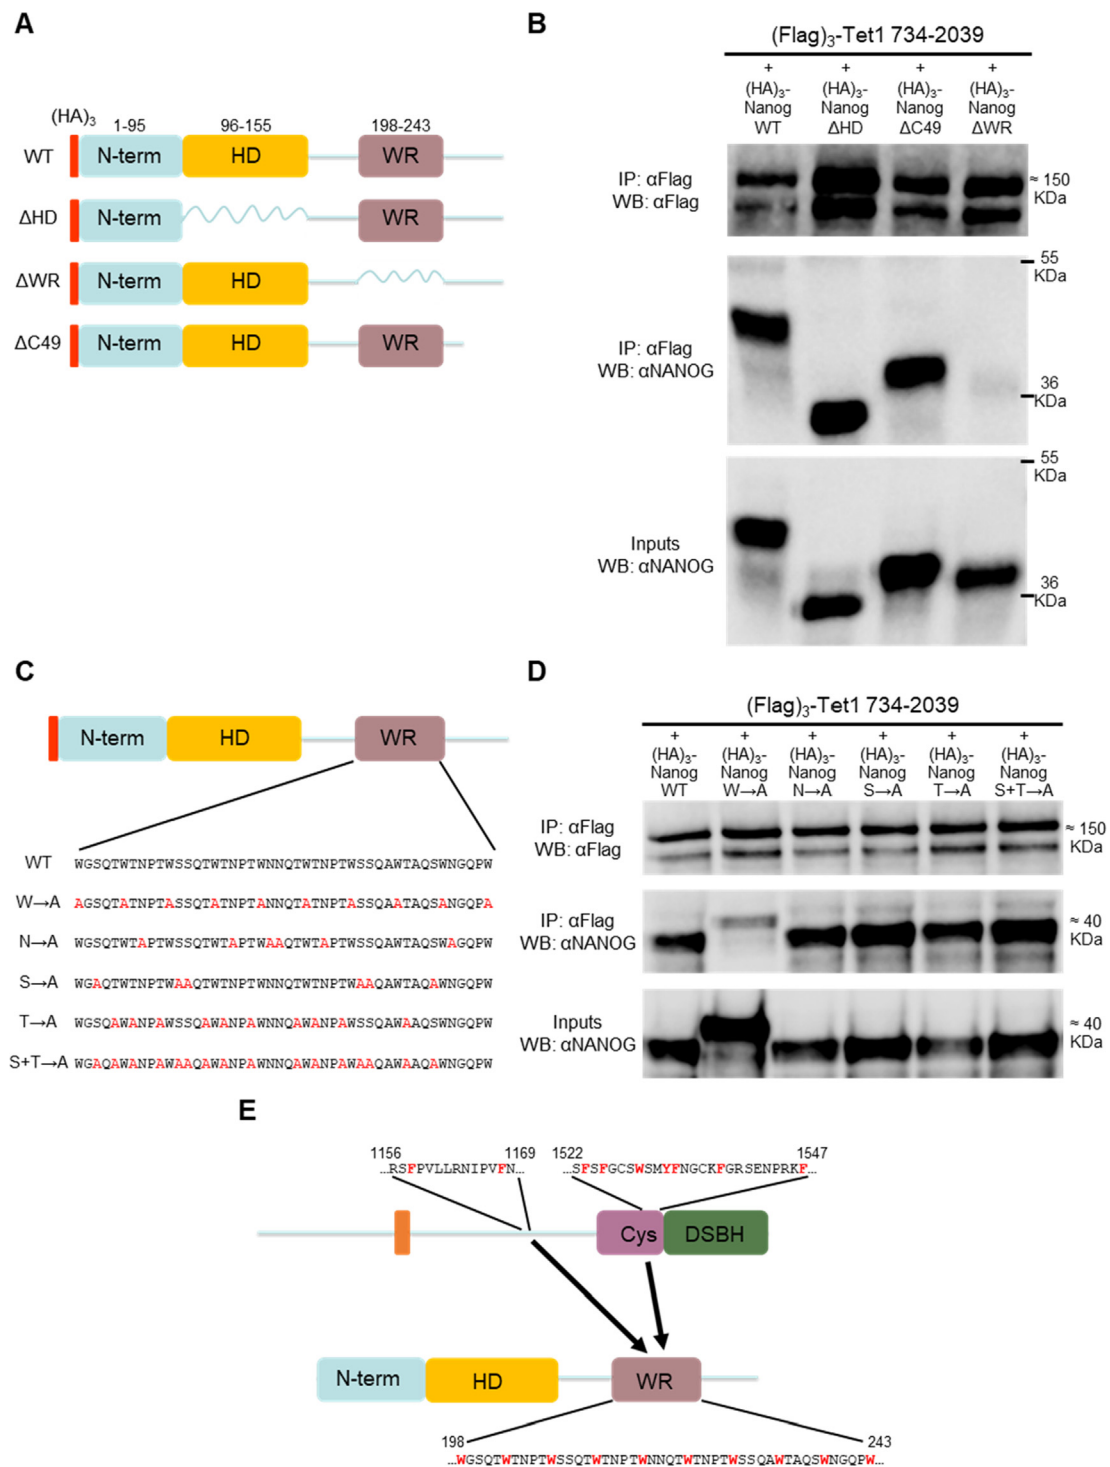 A
(HA)3
1-95
96-155
198-243
WT
N-term
HD
WR
ΔHD
N-term
WR
ΔWR
N-term
HD
ΔC49
N-term
HD
WR
B
(Flag)3-Tet1 734-2039
+ + + +
(HA)3- (HA)3- (HA)3- (HA)3-
Nanog Nanog Nanog Nanog
WT ΔHD ΔC49 ΔWR
IP: αFlag
WB: αFlag
≈ 150
KDa
IP: αFlag
WB: αNANOG
55
KDa
36
KDa
Inputs
WB: αNANOG
55
KDa
36
KDa
C
N-term
HD
WR
WT WGSQTWTNPTWSSQTWTNPTWNNQTWTNPTWSSQAWTAQSWNGQPW
W→A AGSQTATNPTASSQTATNPTANNQTATNPTASSQAATAQSANGQPA
N→A WGSQTWTAPTWSSQTWTAPTWAAQTWTAPTWSSQAWTAQSWAGQPW
S→A WGAQTWTNPTWAAQTWTNPTWNNQTWTNPTWAAQAWTAQAWNGQPW
T→A WGSQAWANPAWSSQAWANPAWNNQAWANPAWSSQAWAAQSWNGQPW
S+T→A WGAQAWANPAWAAQAWANPAWNNQAWANPAWAAQAWAAQAWNGQPW
D
(Flag)3-Tet1 734-2039
+ + + + + +
(HA)3- (HA)3- (HA)3- (HA)3- (HA)3- (HA)3-
Nanog Nanog Nanog Nanog Nanog Nanog
WT W→A N→A S→A T→A S+T→A
IP: αFlag
WB: αFlag
≈ 150
KDa
IP: αFlag
WB: αNANOG
≈ 40
KDa
Inputs
WB: αNANOG
≈ 40
KDa
E
1156
1169
...RSFPVLLRNIPVFN...
1522
1547
...SFSFGCSWSMYFNGCKFGRSENPRKF...
Cys
DSBH
N-term
HD
WR
198
243
...WGSQTWTNPTWSSQTWTNPTWNNQTWTNPTWSSQAWTAQSWNGQPW...